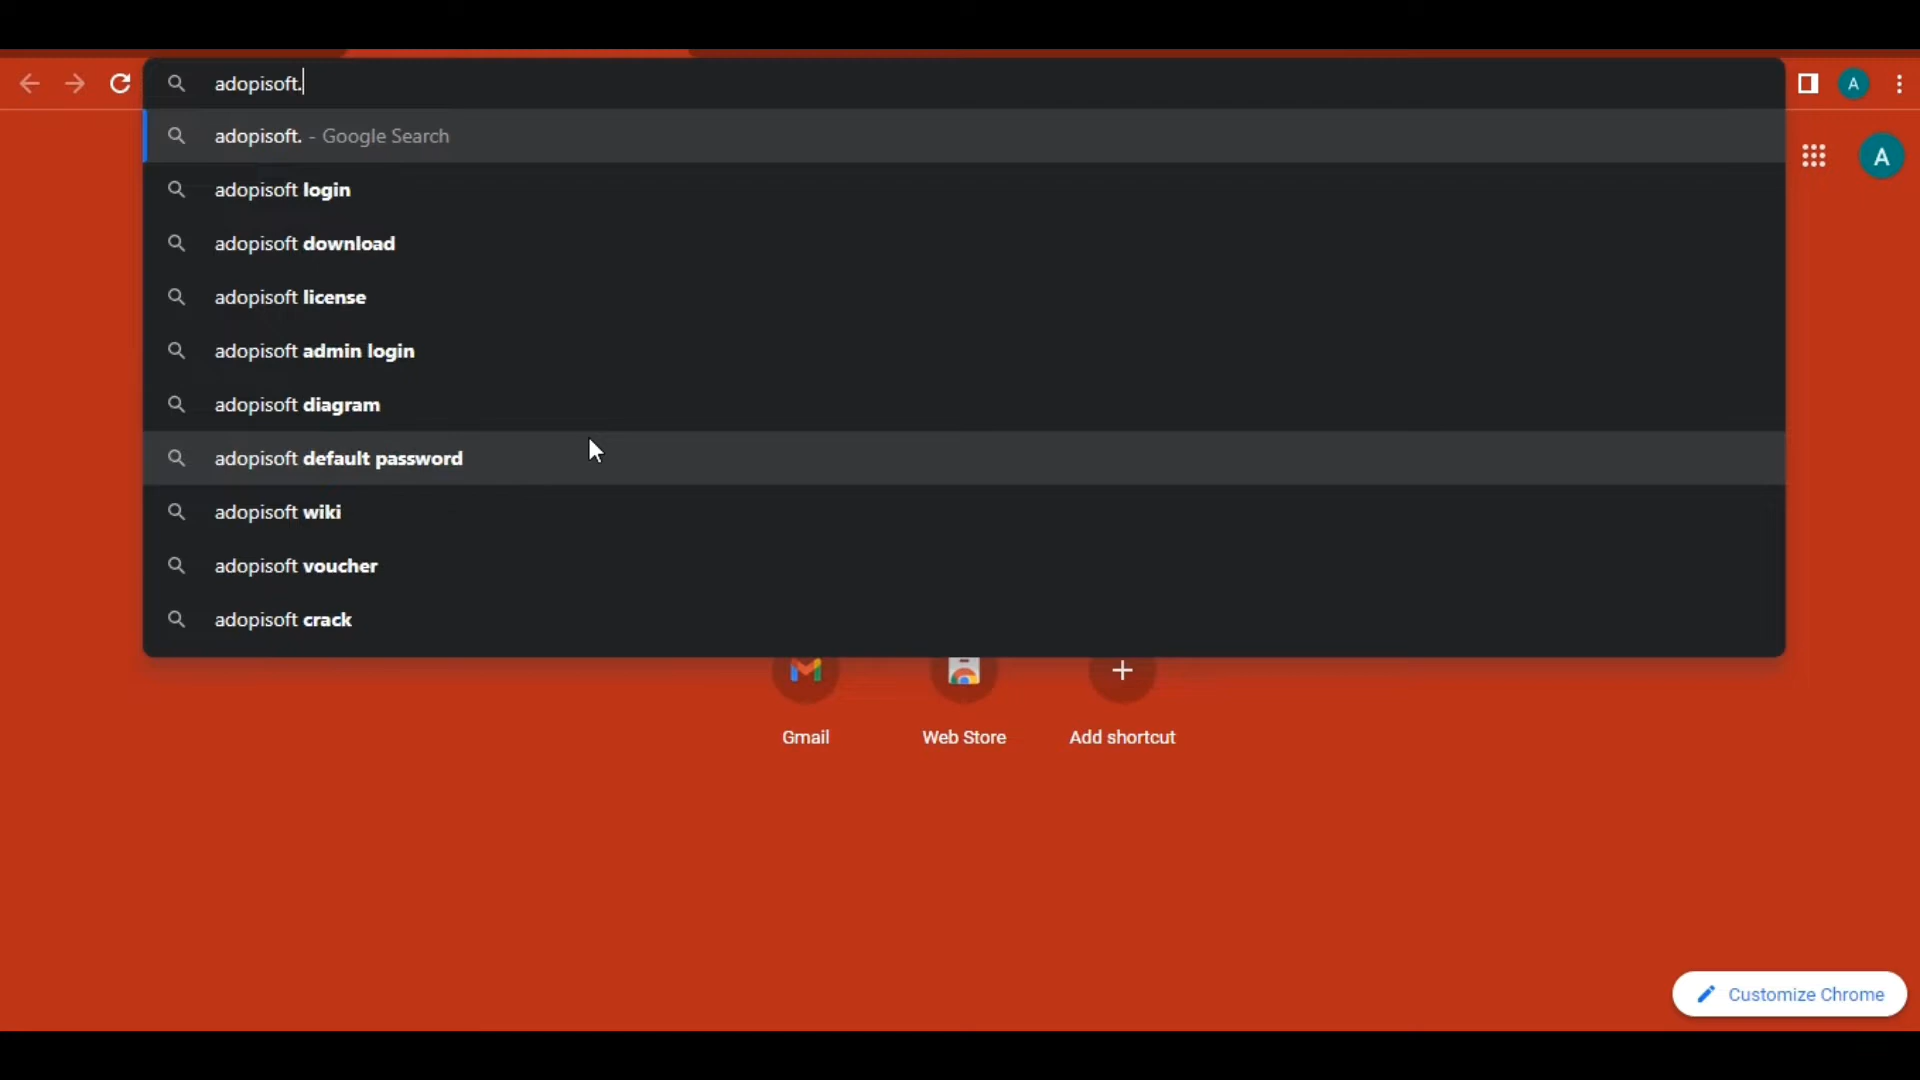 adopisoft.
A
adopisoft. - Google Search
A
adopisoft login
adopisoft download
adopisoft license
adopisoft admin login
adopisoft diagram
adopisoft default password
adopisoft wiki
adopisoft voucher
adopisoft crack
Gmail
Web Store
Add shortcut
Customize Chrome